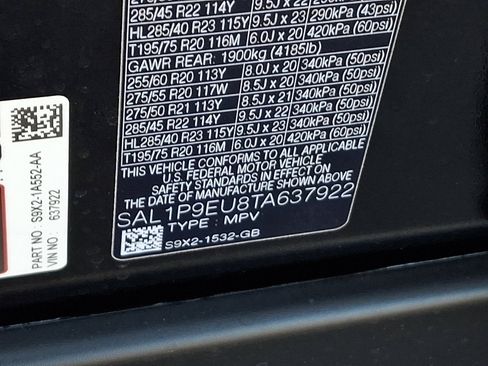 285/45 R22 114Y 9.5J x 22
HL285/40 R23 115Y 9.5J x 23 290kPa (43psi)
T195/75 R20 116M 6.0J x 20 420kPa (60psi)
GAWR REAR: 1900kg (4185lb)
255/60 R20 113Y 8.0J x 20 340kPa (50psi)
275/55 R20 117W 8.5J x 20 340kPa (50psi)
275/50 R21 113Y 8.5J x 21 340kPa (50psi)
285/45 R22 114Y 9.5J x 22 340kPa (50psi)
HL285/40 R23 115Y 9.5J x 23 340kPa (50psi)
T195/75 R20 116M 6.0J x 20 420kPa (60psi)
THIS VEHICLE CONFORMS TO ALL APPLICABLE
U.S. FEDERAL MOTOR VEHICLE
SAFETY STANDARDS IN EFFECT ON
THE DATE OF MANUFACTURE SHOWN ABOVE.
SAL1P9EU8TA637922
TYPE : MPV
S9X2-1532-GB
PART NO: S9X2-1A552-AA
VIN NO: 637922